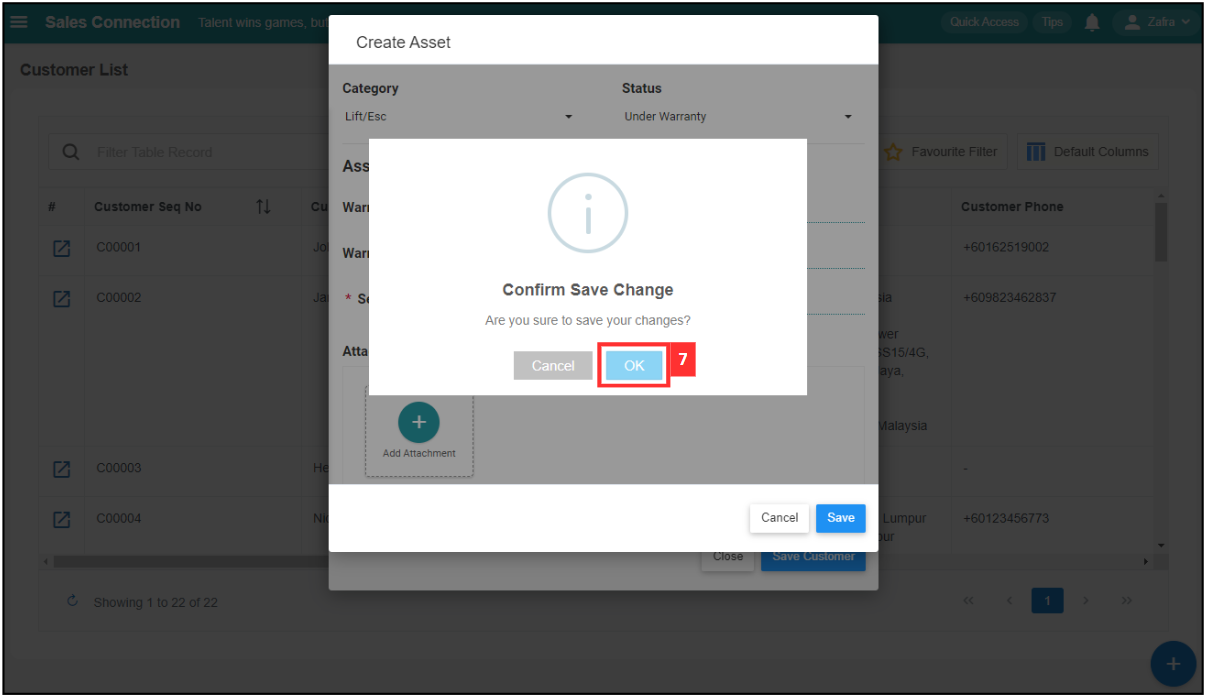 Sales Connection Talent wins games, but Quick Access Tips Zafra
Create Asset
Customer List
Category Status
Lift/Esc Under Warranty
Filter Table Record Favourite Filter Default Columns
Ass
# Customer Seq No Cu Customer Phone
Warr
C00001 Jo +60162519002
Warr
Confirm Save Change
C00002 Ja * Se sia +609823462837
Are you sure to save your changes?
wer
Atta SS15/4G,
Cancel OK 7
aya,
Malaysia
Add Attachment
C00003 He -
C00004 Ni Cancel Save Lumpur +60123456773
pur
Close Save Customer
Showing 1 to 22 of 22 << < 1 > >>
+